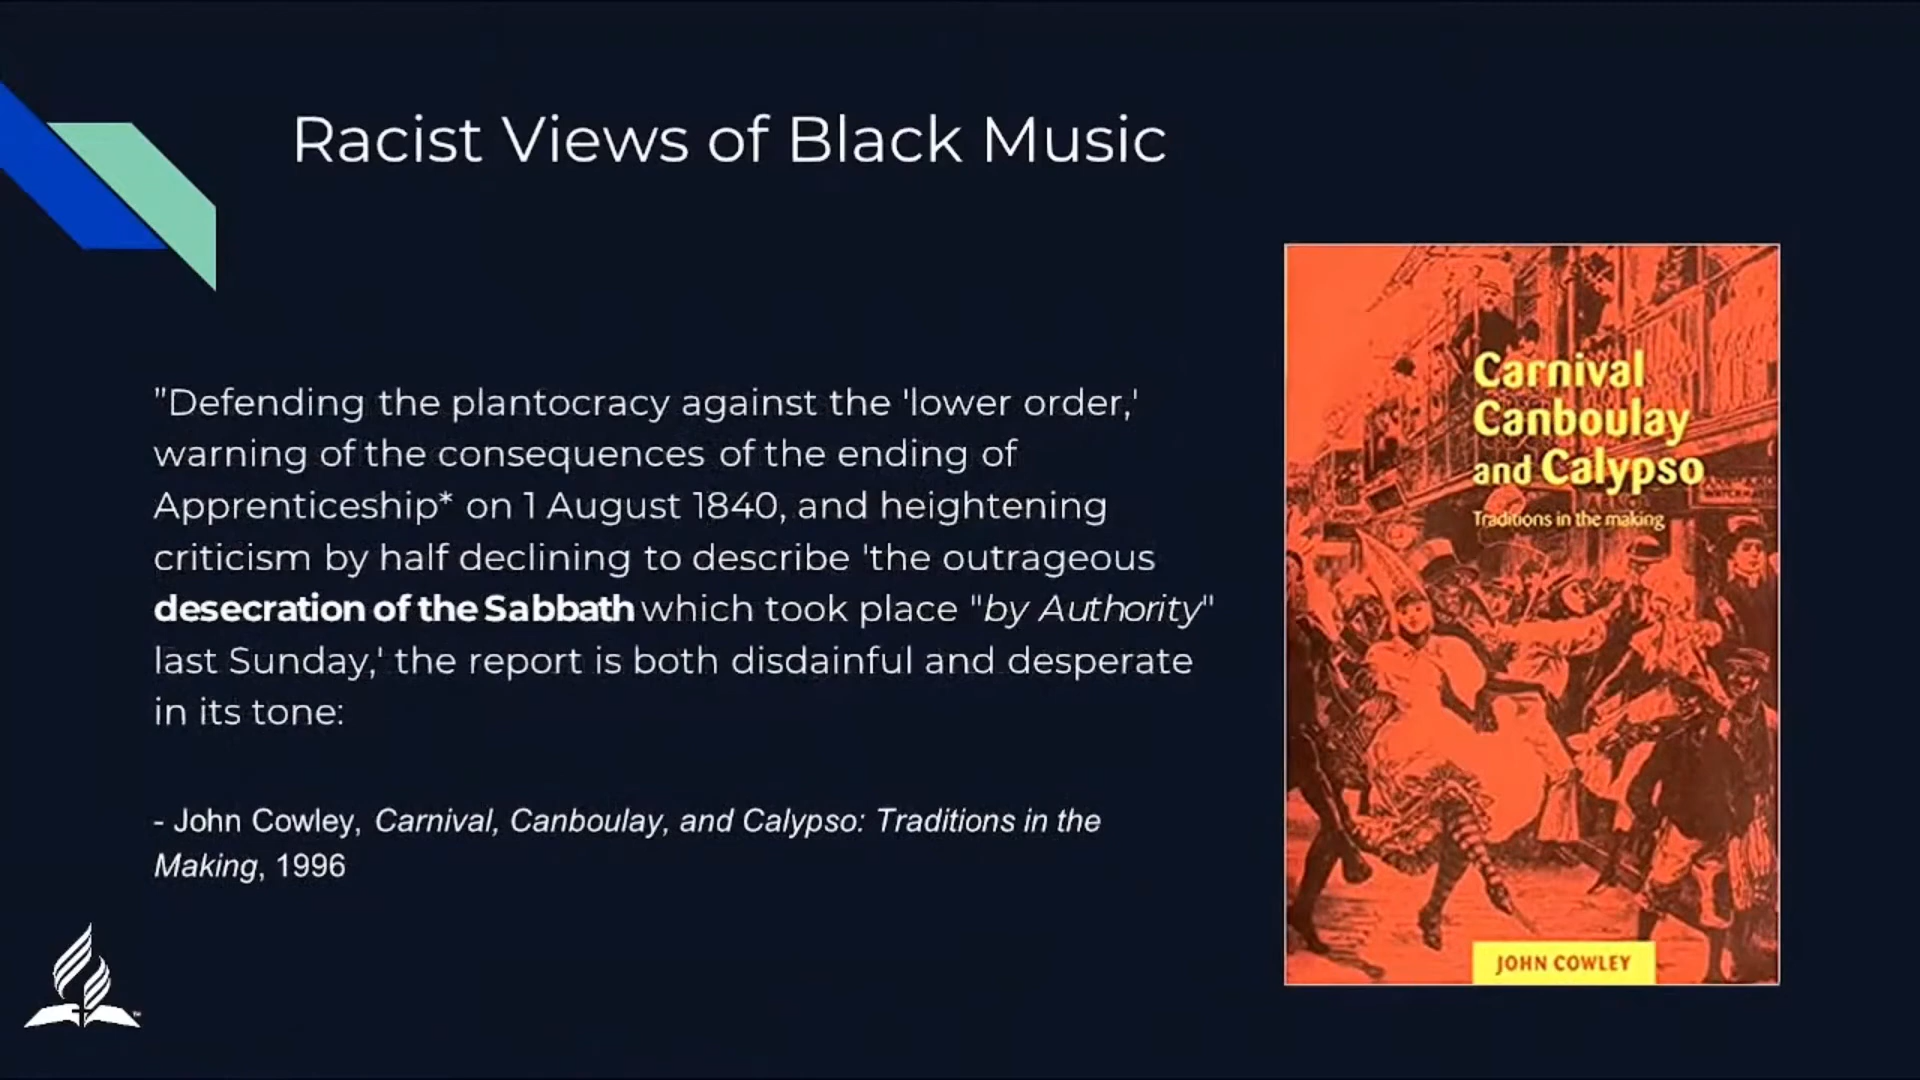 Racist Views of Black Music
"Defending the plantocracy against the 'lower order,'
warning of the consequences of the ending of
Apprenticeship* on 1 August 1840, and heightening
criticism by half declining to describe 'the outrageous
desecration of the Sabbath which took place "by Authority"
last Sunday,' the report is both disdainful and desperate
in its tone:
- John Cowley, Carnival, Canboulay, and Calypso: Traditions in the
Making, 1996
Carnival
Canboulay
and Calypso
Traditions in the making
JOHN COWLEY